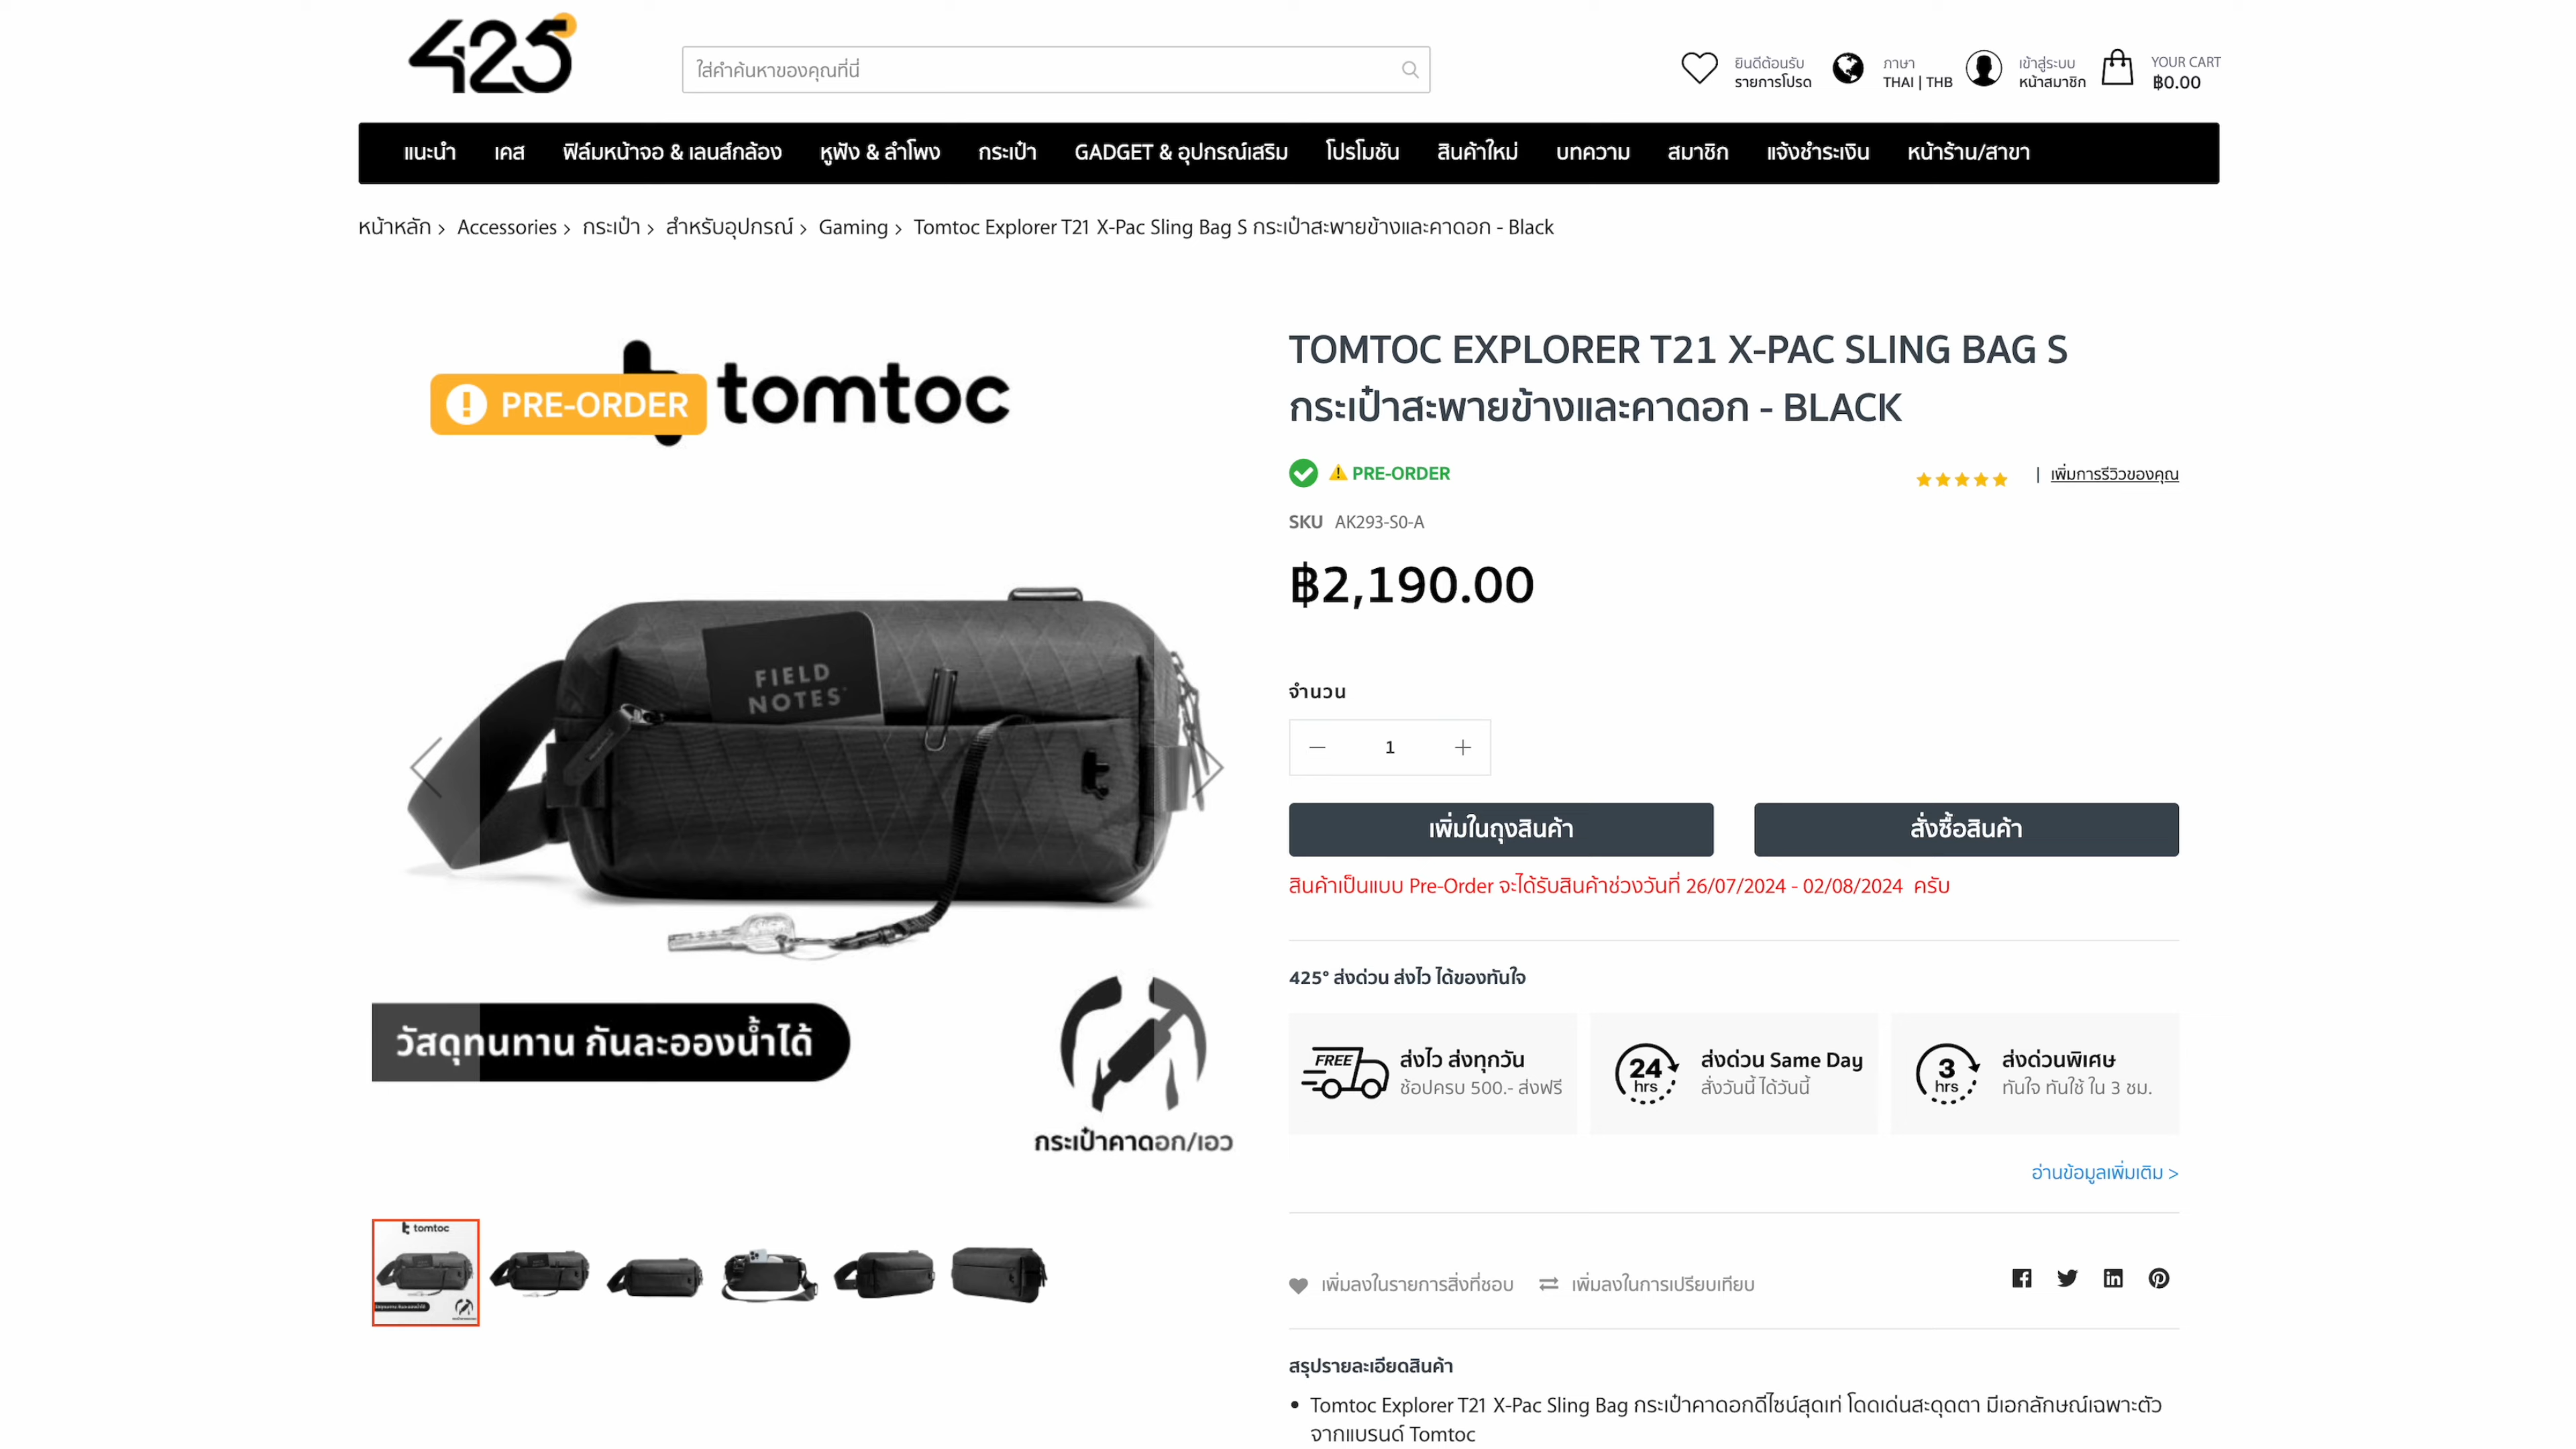 425°
ใส่คำค้นหาของคุณที่นี่
ยินดีต้อนรับ
รายการโปรด
ภาษา
THAI | THB
เข้าสู่ระบบ
หน้าสมาชิก
YOUR CART
฿0.00
แนะนำ เคส ฟิล์มหน้าจอ & เลนส์กล้อง หูฟัง & ลำโพง กระเป๋า GADGET & อุปกรณ์เสริม โปรโมชัน สินค้าใหม่ บทความ สมาชิก แจ้งชำระเงิน หน้าร้าน/สาขา
หน้าหลัก › Accessories › กระเป๋า › สำหรับอุปกรณ์ › Gaming › Tomtoc Explorer T21 X-Pac Sling Bag S กระเป๋าสะพายข้างและคาดอก - Black
PRE-ORDER
tomtoc
FIELD
NOTES
วัสดุทนทาน กันละอองน้ำได้
กระเป๋าคาดอก/เอว
tomtoc
TOMTOC EXPLORER T21 X-PAC SLING BAG S
กระเป๋าสะพายข้างและคาดอก - BLACK
PRE-ORDER
| เพิ่มการรีวิวของคุณ
SKU AK293-S0-A
฿2,190.00
จำนวน
− 1 +
เพิ่มในถุงสินค้า
สั่งซื้อสินค้า
สินค้าเป็นแบบ Pre-Order จะได้รับสินค้าช่วงวันที่ 26/07/2024 - 02/08/2024 ครับ
425° ส่งด่วน ส่งไว ได้ของทันใจ
FREE
ส่งไว ส่งทุกวัน
ช้อปครบ 500.- ส่งฟรี
24
hrs
ส่งด่วน Same Day
สั่งวันนี้ ได้วันนี้
3
hrs
ส่งด่วนพิเศษ
ทันใจ ทันใช้ ใน 3 ชม.
อ่านข้อมูลเพิ่มเติม >
เพิ่มลงในรายการสิ่งที่ชอบ
เพิ่มลงในการเปรียบเทียบ
สรุปรายละเอียดสินค้า
• Tomtoc Explorer T21 X-Pac Sling Bag กระเป๋าคาดอกดีไซน์สุดเท่ โดดเด่นสะดุดตา มีเอกลักษณ์เฉพาะตัว
จากแบรนด์ Tomtoc